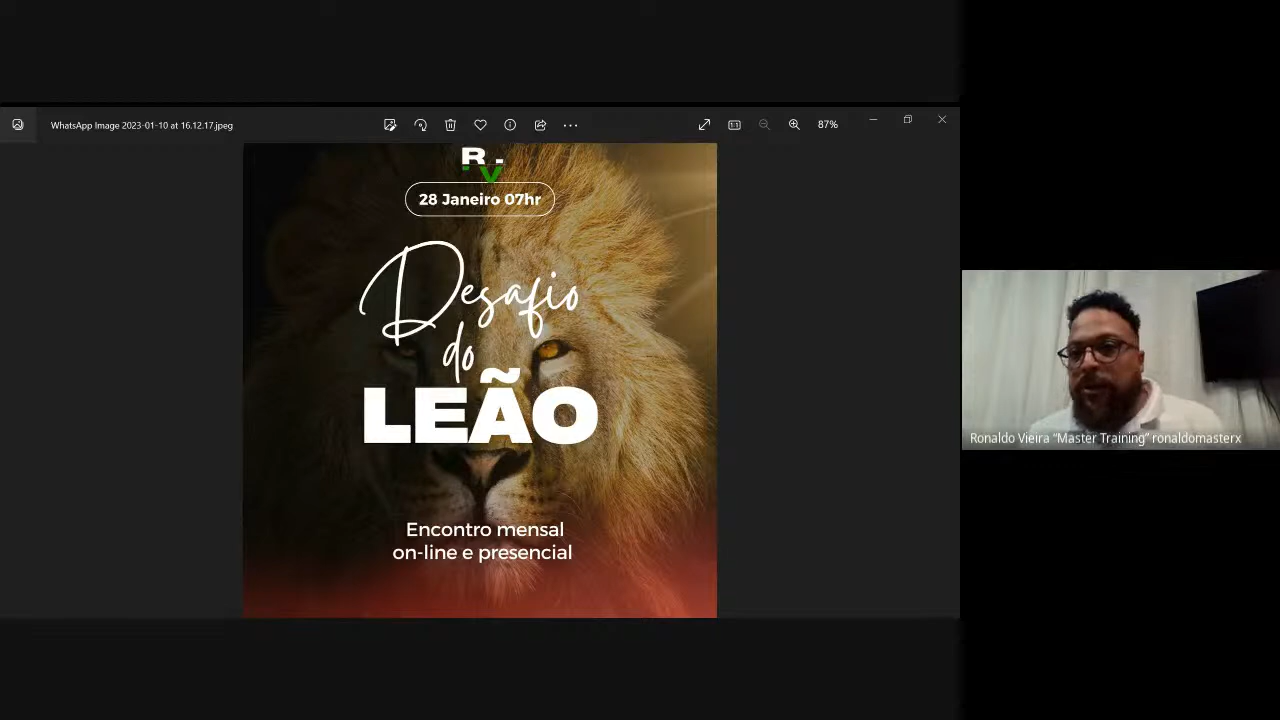 WhatsApp Image 2023-01-10 at 16.12.17.jpeg
87%
R.
V
28 Janeiro 07hr
Desafio
do
LEÃO
Encontro mensal
on-line e presencial
Ronaldo Vieira “Master Training” ronaldomasterx